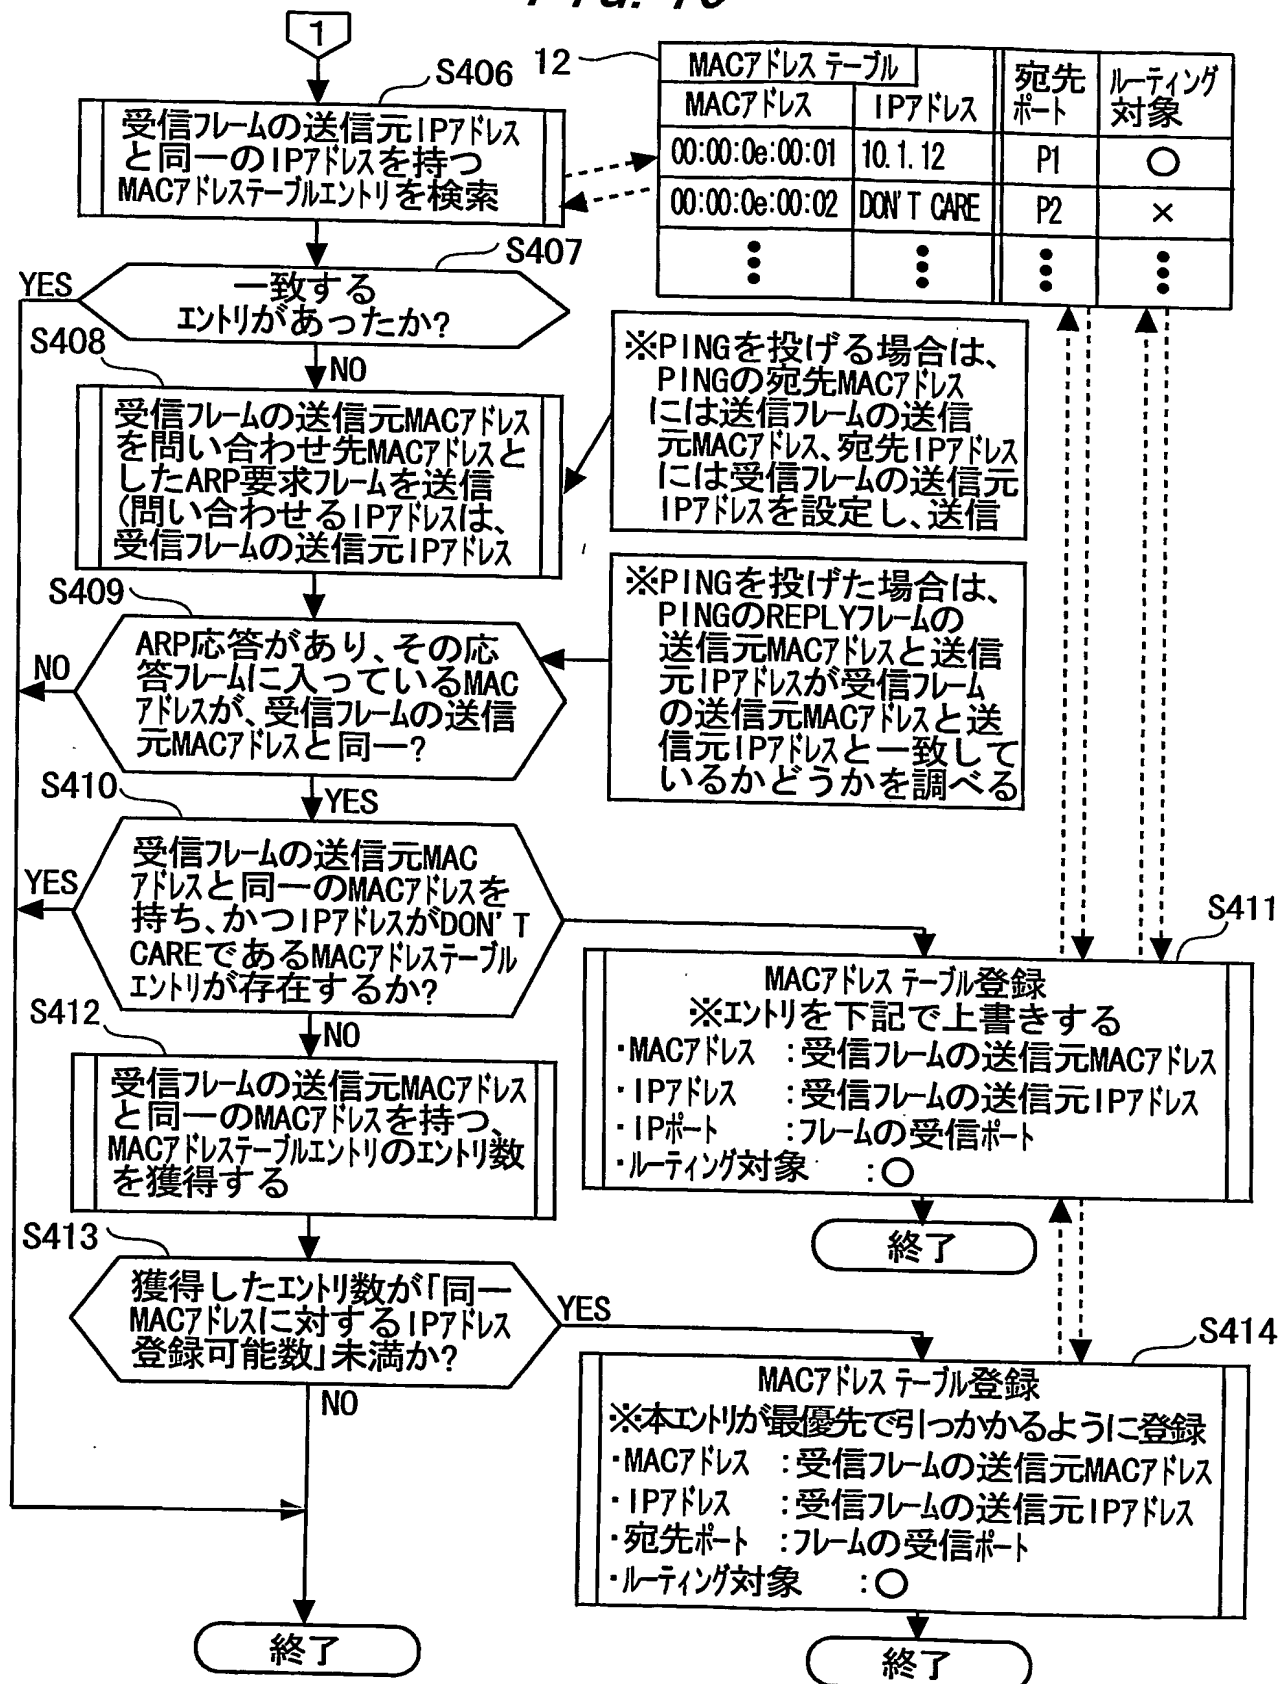 1
S406
受信フレームの送信元IPアドレス
と同一のIPアドレスを持つ
MACアドレステーブルエントリを検索
12
MACアドレス テーブル
宛先
ポート
ルーティング
対象
MACアドレス
IPアドレス
00:00:0e:00:01
10.1.12
P1
○
00:00:0e:00:02
DON'T CARE
P2
×
S407
一致する
エントリがあったか?
YES
NO
S408
受信フレームの送信元MACアドレス
を問い合わせ先MACアドレスと
したARP要求フレームを送信
(問い合わせるIPアドレスは、
受信フレームの送信元IPアドレス
※PINGを投げる場合は、
PINGの宛先MACアドレス
には送信フレームの送信
元MACアドレス、宛先IPアドレス
には受信フレームの送信元
IPアドレスを設定し、送信
S409
ARP応答があり、その応
答フレームに入っているMAC
アドレスが、受信フレームの送信
元MACアドレスと同一?
NO
YES
※PINGを投げた場合は、
PINGのREPLYフレームの
送信元MACアドレスと送信
元IPアドレスが受信フレーム
の送信元MACアドレスと送
信元IPアドレスと一致して
いるかどうかを調べる
S410
受信フレームの送信元MAC
アドレスと同一のMACアドレスを
持ち、かつIPアドレスがDON'T
CAREであるMACアドレステーブル
エントリが存在するか?
YES
NO
S411
MACアドレス テーブル登録
※エントリを下記で上書きする
・MACアドレス :受信フレームの送信元MACアドレス
・IPアドレス :受信フレームの送信元IPアドレス
・IPポート :フレームの受信ポート
・ルーティング対象 :○
終了
S412
受信フレームの送信元MACアドレス
と同一のMACアドレスを持つ、
MACアドレステーブルエントリのエントリ数
を獲得する
S413
獲得したエントリ数が「同一
MACアドレスに対するIPアドレス
登録可能数」未満か?
YES
NO
S414
MACアドレス テーブル登録
※本エントリが最優先で引っかかるように登録
・MACアドレス :受信フレームの送信元MACアドレス
・IPアドレス :受信フレームの送信元IPアドレス
・宛先ポート :フレームの受信ポート
・ルーティング対象 :○
終了
終了